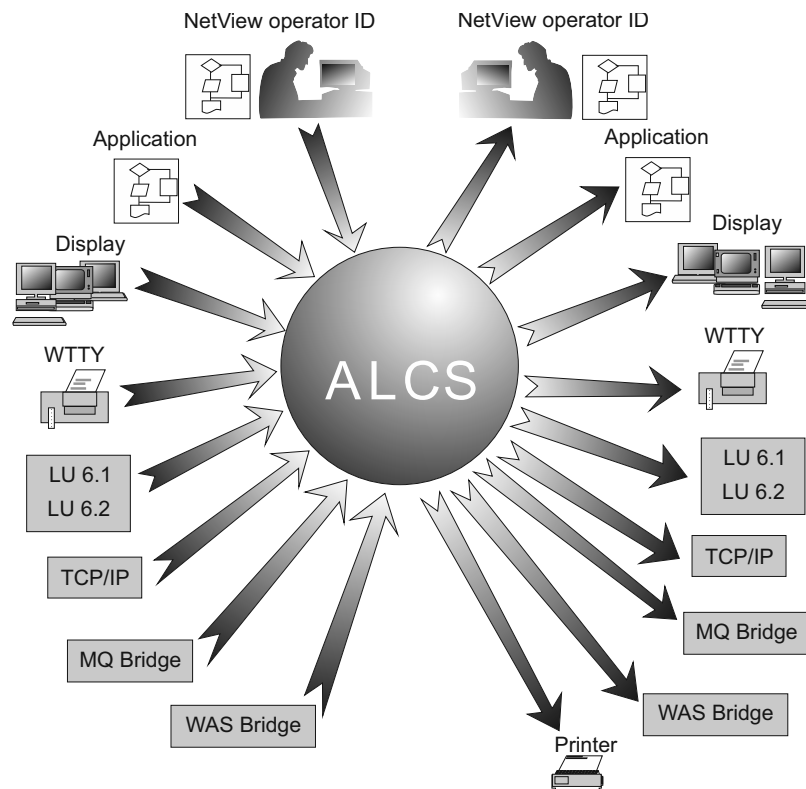 NetView operator ID
NetView operator ID
Application
Application
Display
Display
WTTY
WTTY
ALCS
LU 6.1
LU 6.2
LU 6.1
LU 6.2
TCP/IP
TCP/IP
MQ Bridge
MQ Bridge
WAS Bridge
WAS Bridge
Printer